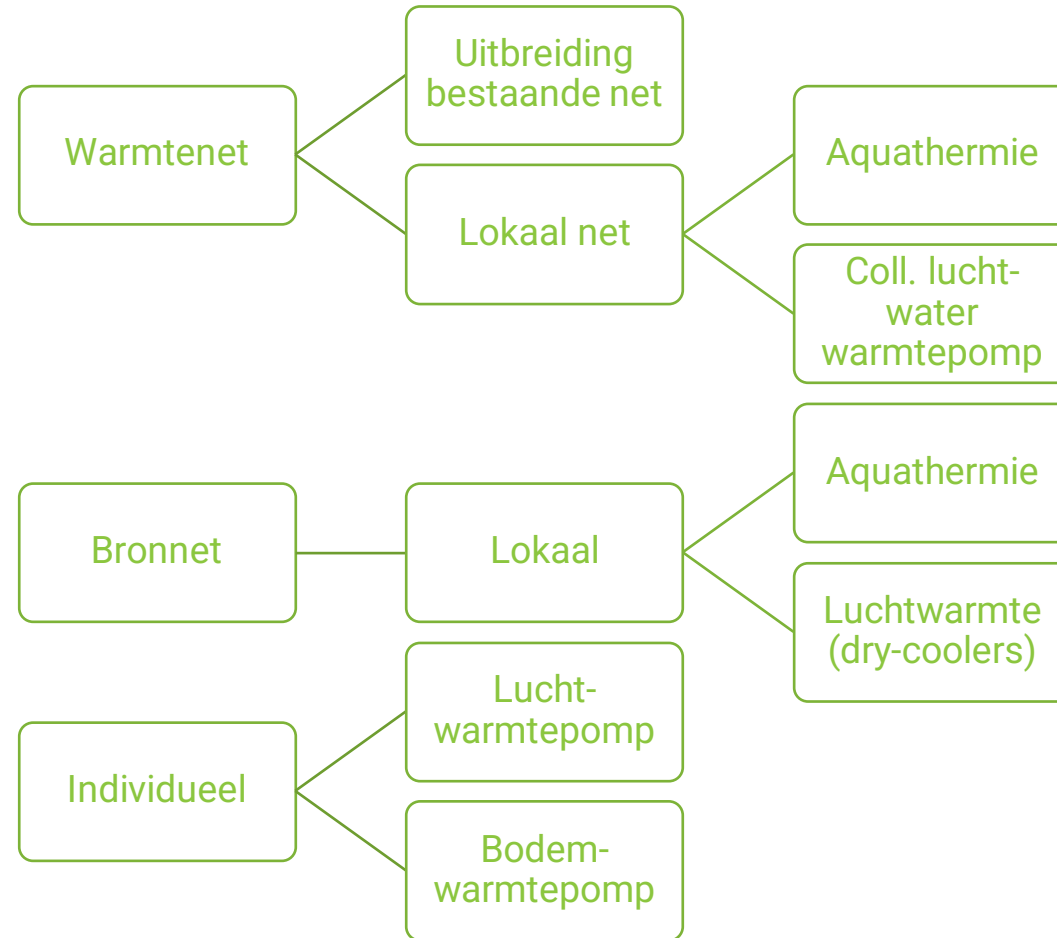 Warmtenet
Uitbreiding
bestaande net
Lokaal net
Aquathermie
Coll. lucht-
water
warmtepomp
Bronnet
Lokaal
Aquathermie
Luchtwarmte
(dry-coolers)
Individueel
Lucht-
warmtepomp
Bodem-
warmtepomp